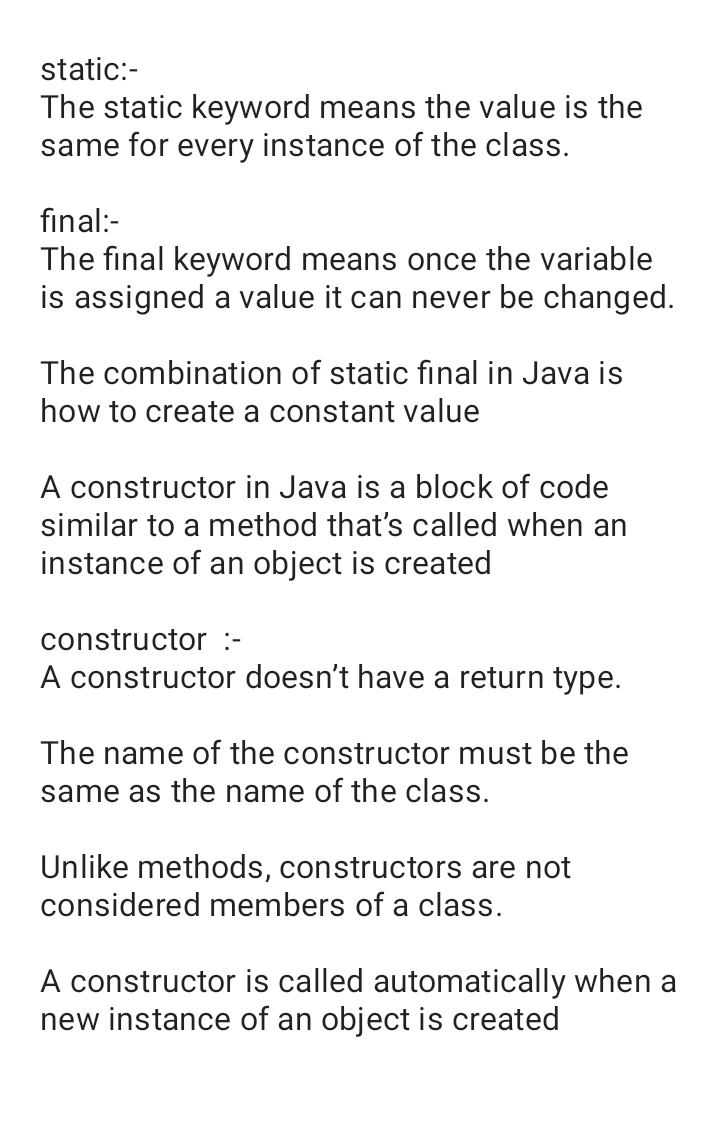 static:-
The static keyword means the value is the
same for every instance of the class.
final:-
The final keyword means once the variable
is assigned a value it can never be changed.
The combination of static final in Java is
how to create a constant value
A constructor in Java is a block of code
similar to a method that’s called when an
instance of an object is created
constructor  :-
A constructor doesn’t have a return type.
The name of the constructor must be the
same as the name of the class.
Unlike methods, constructors are not
considered members of a class.
A constructor is called automatically when a
new instance of an object is created